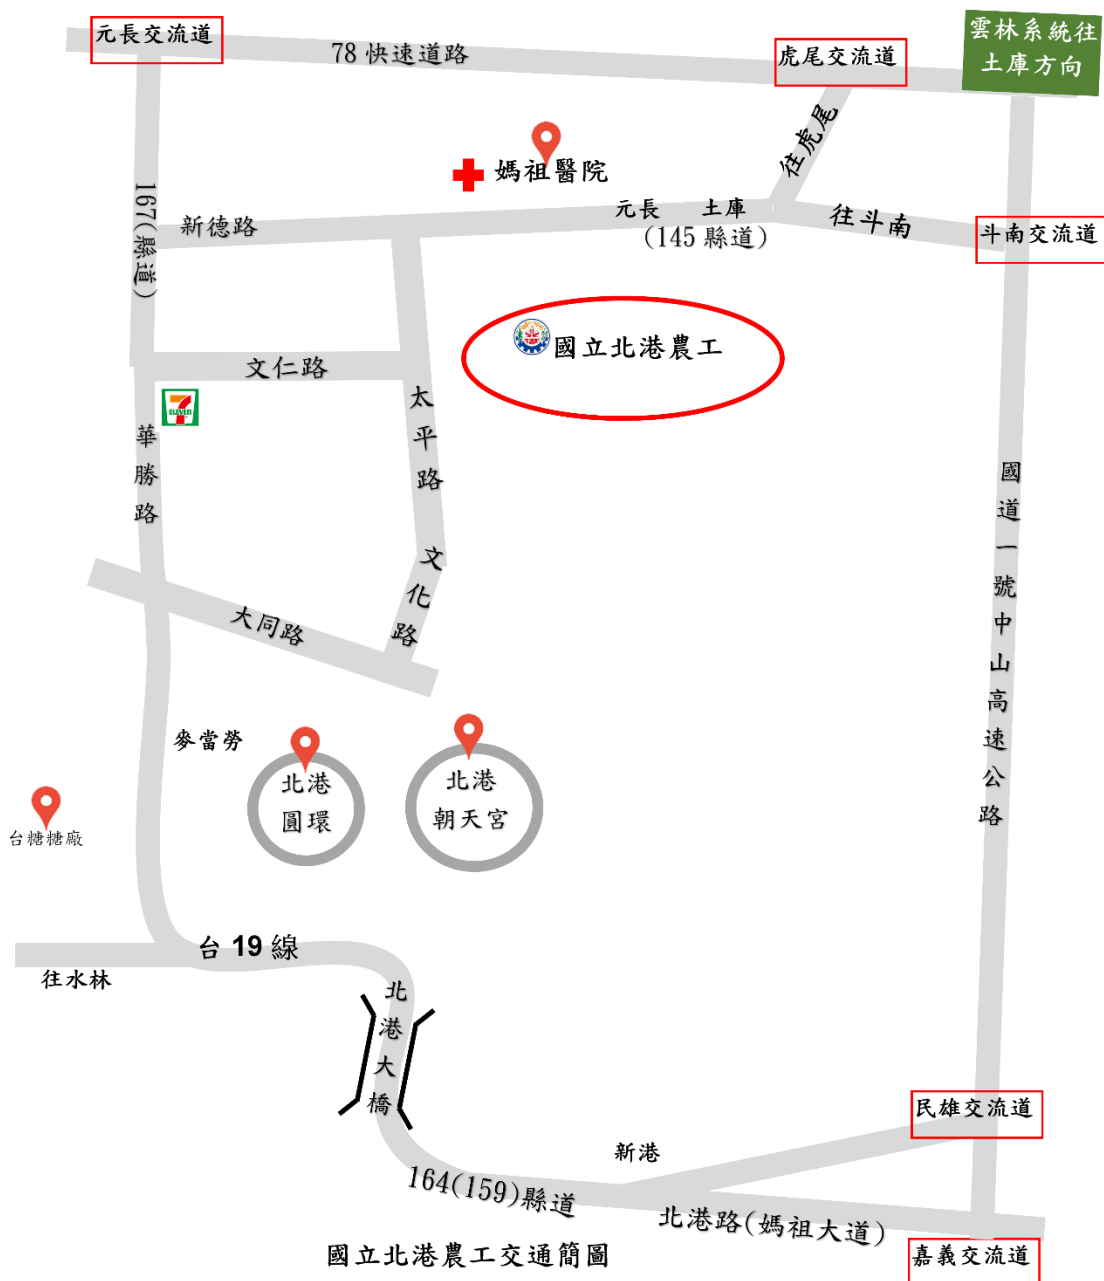 元長交流道
78 快速道路
虎尾交流道
雲林系統往
土庫方向
往虎尾
媽祖醫院
167(縣道)
新德路
元長 土庫
(145 縣道)
往斗南
斗南交流道
國立北港農工
文仁路
7
ELEVEN
太平路
華勝路
國道一號中山高速公路
文化路
大同路
麥當勞
北港
圓環
北港
朝天宮
台糖糖廠
台 19 線
往水林
北港大橋
民雄交流道
新港
164(159)縣道
北港路(媽祖大道)
國立北港農工交通簡圖
嘉義交流道